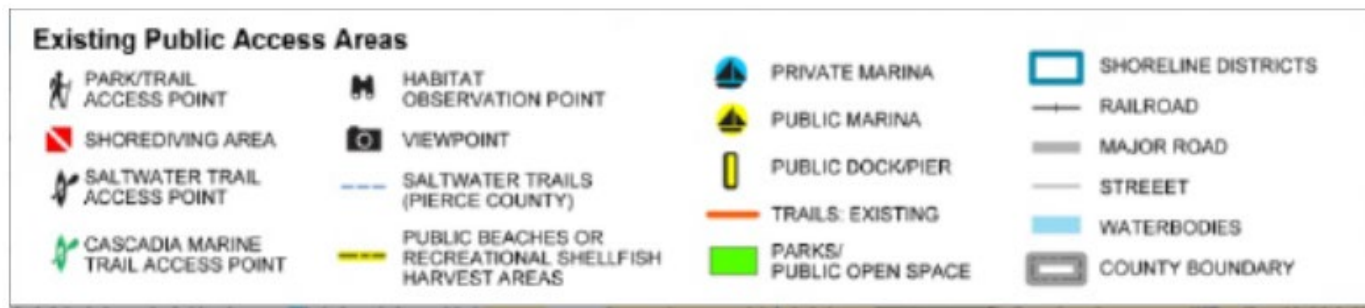 Existing Public Access Areas
PARK/TRAIL
ACCESS POINT
SHOREDIVING AREA
SALTWATER TRAIL
ACCESS POINT
CASCADIA MARINE
TRAIL ACCESS POINT
HABITAT
OBSERVATION POINT
VIEWPOINT
SALTWATER TRAILS
(PIERCE COUNTY)
PUBLIC BEACHES OR
RECREATIONAL SHELLFISH
HARVEST AREAS
PRIVATE MARINA
PUBLIC MARINA
PUBLIC DOCK/PIER
TRAILS: EXISTING
PARKS/
PUBLIC OPEN SPACE
SHORELINE DISTRICTS
RAILROAD
MAJOR ROAD
STREEET
WATERBODIES
COUNTY BOUNDARY